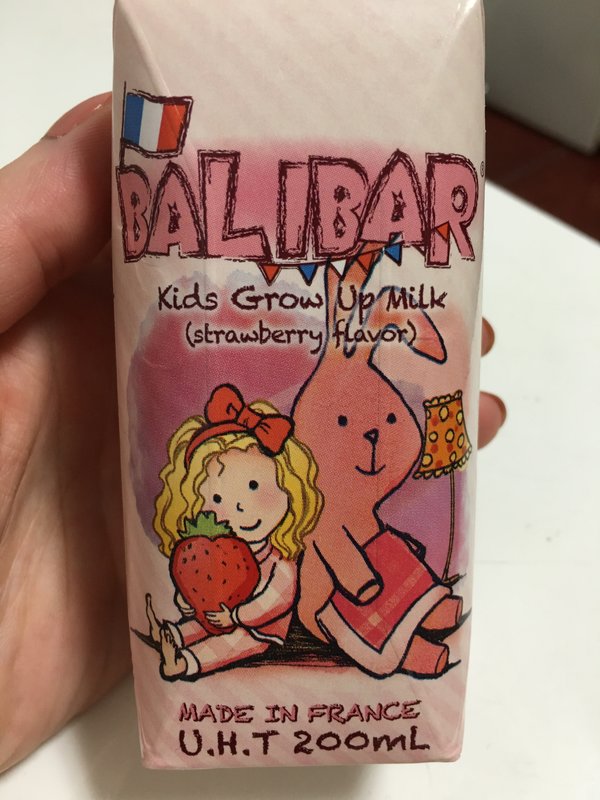 BALIBAR®
Kids Grow Up Milk
(strawberry flavor)
MADE IN FRANCE
U.H.T 200mL